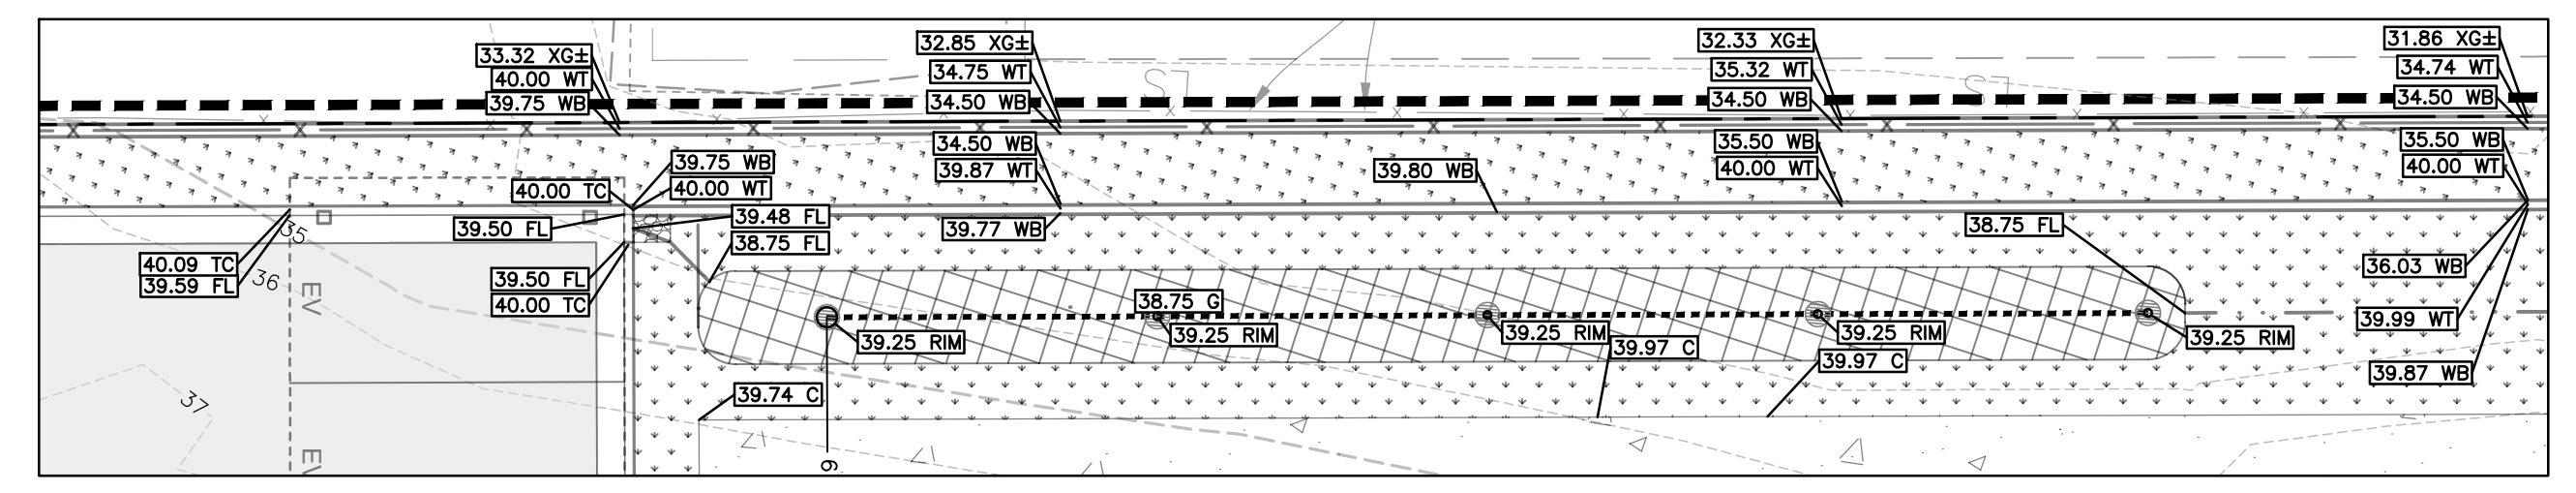 33.32 XG±
40.00 WT
39.75 WB
32.85 XG±
34.75 WT
34.50 WB
32.33 XG±
35.32 WT
34.50 WB
31.86 XG±
34.74 WT
34.50 WB
34.50 WB
39.87 WT
35.50 WB
40.00 WT
35.50 WB
40.00 WT
39.75 WB
40.00 WT
40.00 TC
39.80 WB
39.48 FL
39.50 FL
39.77 WB
38.75 FL
38.75 FL
35
40.09 TC
39.59 FL
36
39.50 FL
40.00 TC
EV
38.75 G
36.03 WB
39.99 WT
39.25 RIM
39.25 RIM
39.25 RIM
39.25 RIM
39.25 RIM
39.97 C
39.97 C
39.87 WB
39.74 C
37
EV
6